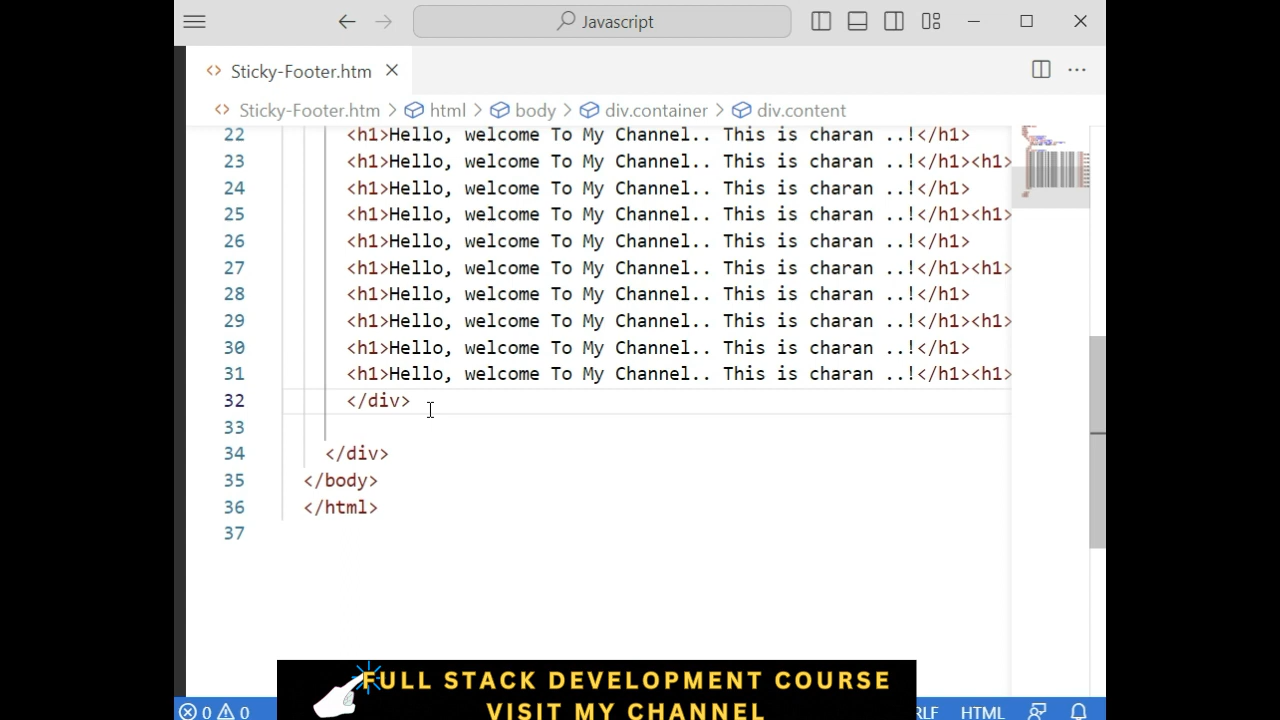 Javascript
Sticky-Footer.htm
Sticky-Footer.htm > html > body > div.container > div.content
22 <h1>Hello, welcome To My Channel.. This is charan ..!</h1>
23 <h1>Hello, welcome To My Channel.. This is charan ..!</h1><h1>
24 <h1>Hello, welcome To My Channel.. This is charan ..!</h1>
25 <h1>Hello, welcome To My Channel.. This is charan ..!</h1><h1>
26 <h1>Hello, welcome To My Channel.. This is charan ..!</h1>
27 <h1>Hello, welcome To My Channel.. This is charan ..!</h1><h1>
28 <h1>Hello, welcome To My Channel.. This is charan ..!</h1>
29 <h1>Hello, welcome To My Channel.. This is charan ..!</h1><h1>
30 <h1>Hello, welcome To My Channel.. This is charan ..!</h1>
31 <h1>Hello, welcome To My Channel.. This is charan ..!</h1><h1>
32 </div>
33
34 </div>
35 </body>
36 </html>
37
FULL STACK DEVELOPMENT COURSE
VISIT MY CHANNEL
0 0 RLF HTML